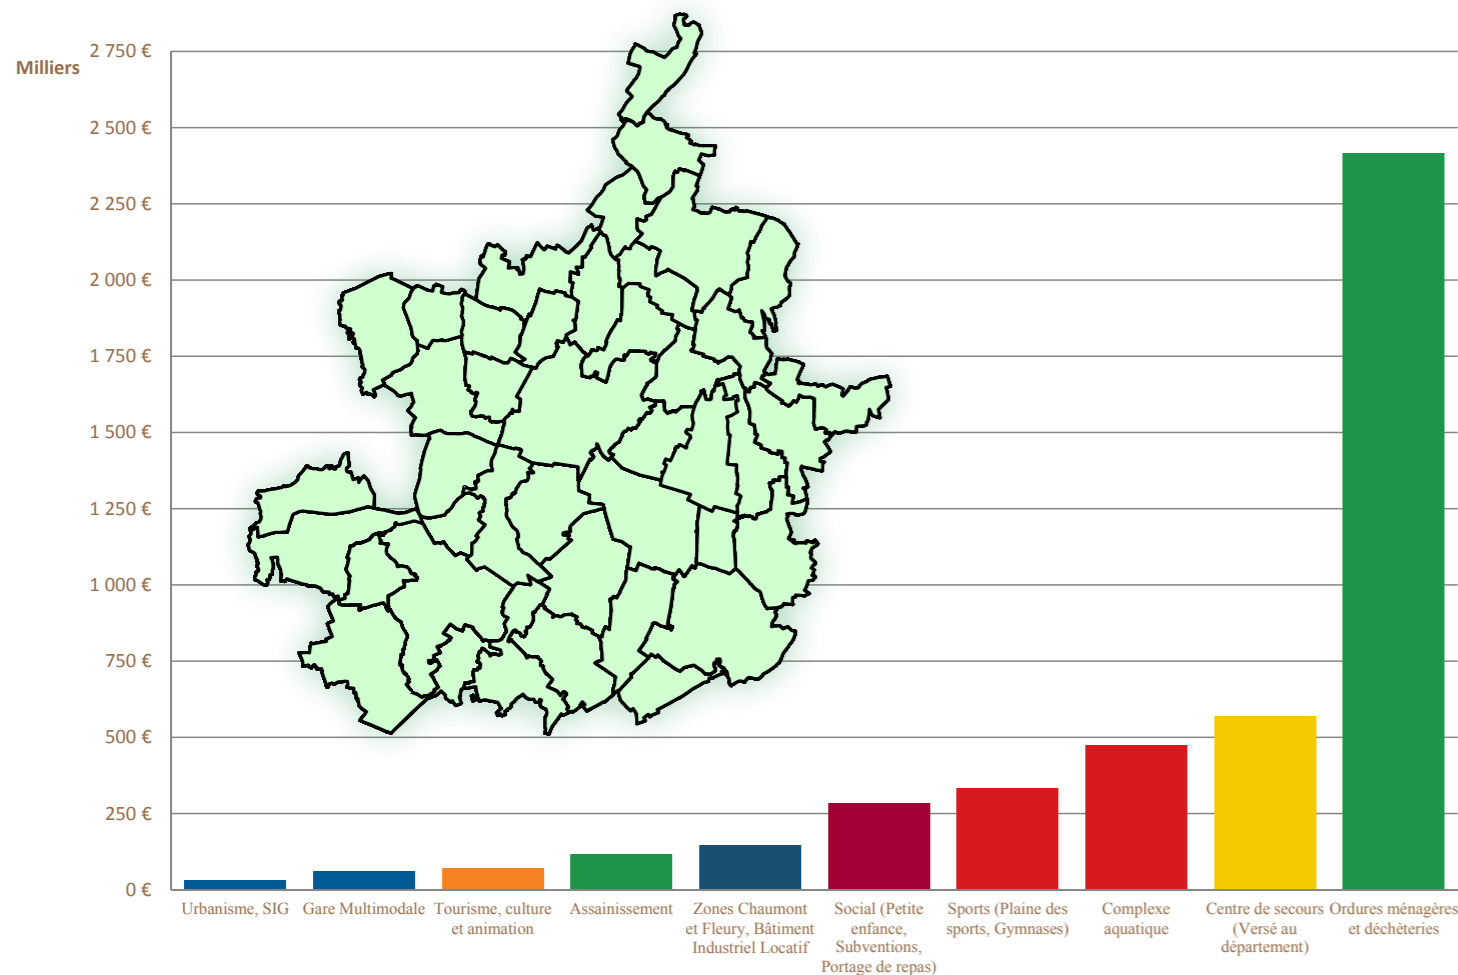 Milliers
2 750 €
2 500 €
2 250 €
2 000 €
1 750 €
1 500 €
1 250 €
1 000 €
750 €
500 €
250 €
0 €
Urbanisme, SIG
Gare Multimodale
Tourisme, culture
et animation
Assainissement
Zones Chaumont
et Fleury, Bâtiment
Industriel Locatif
Social (Petite
enfance,
Subventions,
Portage de repas)
Sports (Plaine des
sports, Gymnases)
Complexe
aquatique
Centre de secours
(Versé au
département)
Ordures ménagères
et déchèteries